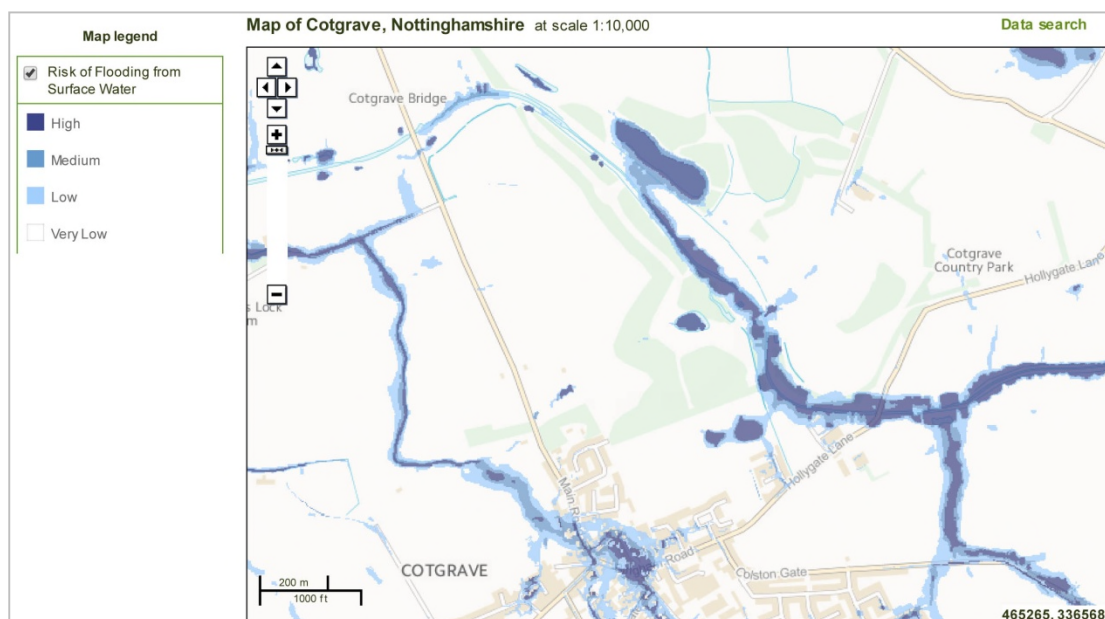 Map legend
Risk of Flooding from
Surface Water
High
Medium
Low
Very Low
Map of Cotgrave, Nottinghamshire at scale 1:10,000
Data search
Cotgrave Bridge
Cotgrave
Country Park
Hollygate Lane
s Lock
m
Main Ro
Hollygate Lane
Road
Colston Gate
COTGRAVE
200 m
1000 ft
465265, 336568